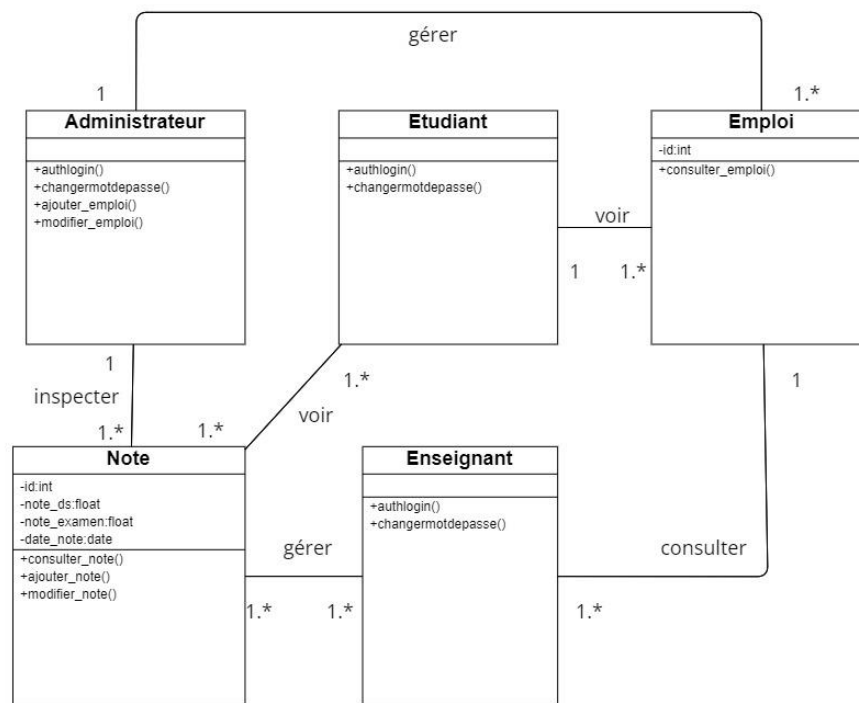 gérer
1
1.*
Administrateur
+authlogin()
+changermotdepasse()
+ajouter_emploi()
+modifier_emploi()
Etudiant
+authlogin()
+changermotdepasse()
Emploi
-id:int
+consulter_emploi()
voir
1
1.*
1
inspecter
1.*
1.*
voir
1.*
1
Note
-id:int
-note_ds:float
-note_examen:float
-date_note:date
+consulter_note()
+ajouter_note()
+modifier_note()
gérer
1.*
1.*
Enseignant
+authlogin()
+changermotdepasse()
consulter
1.*